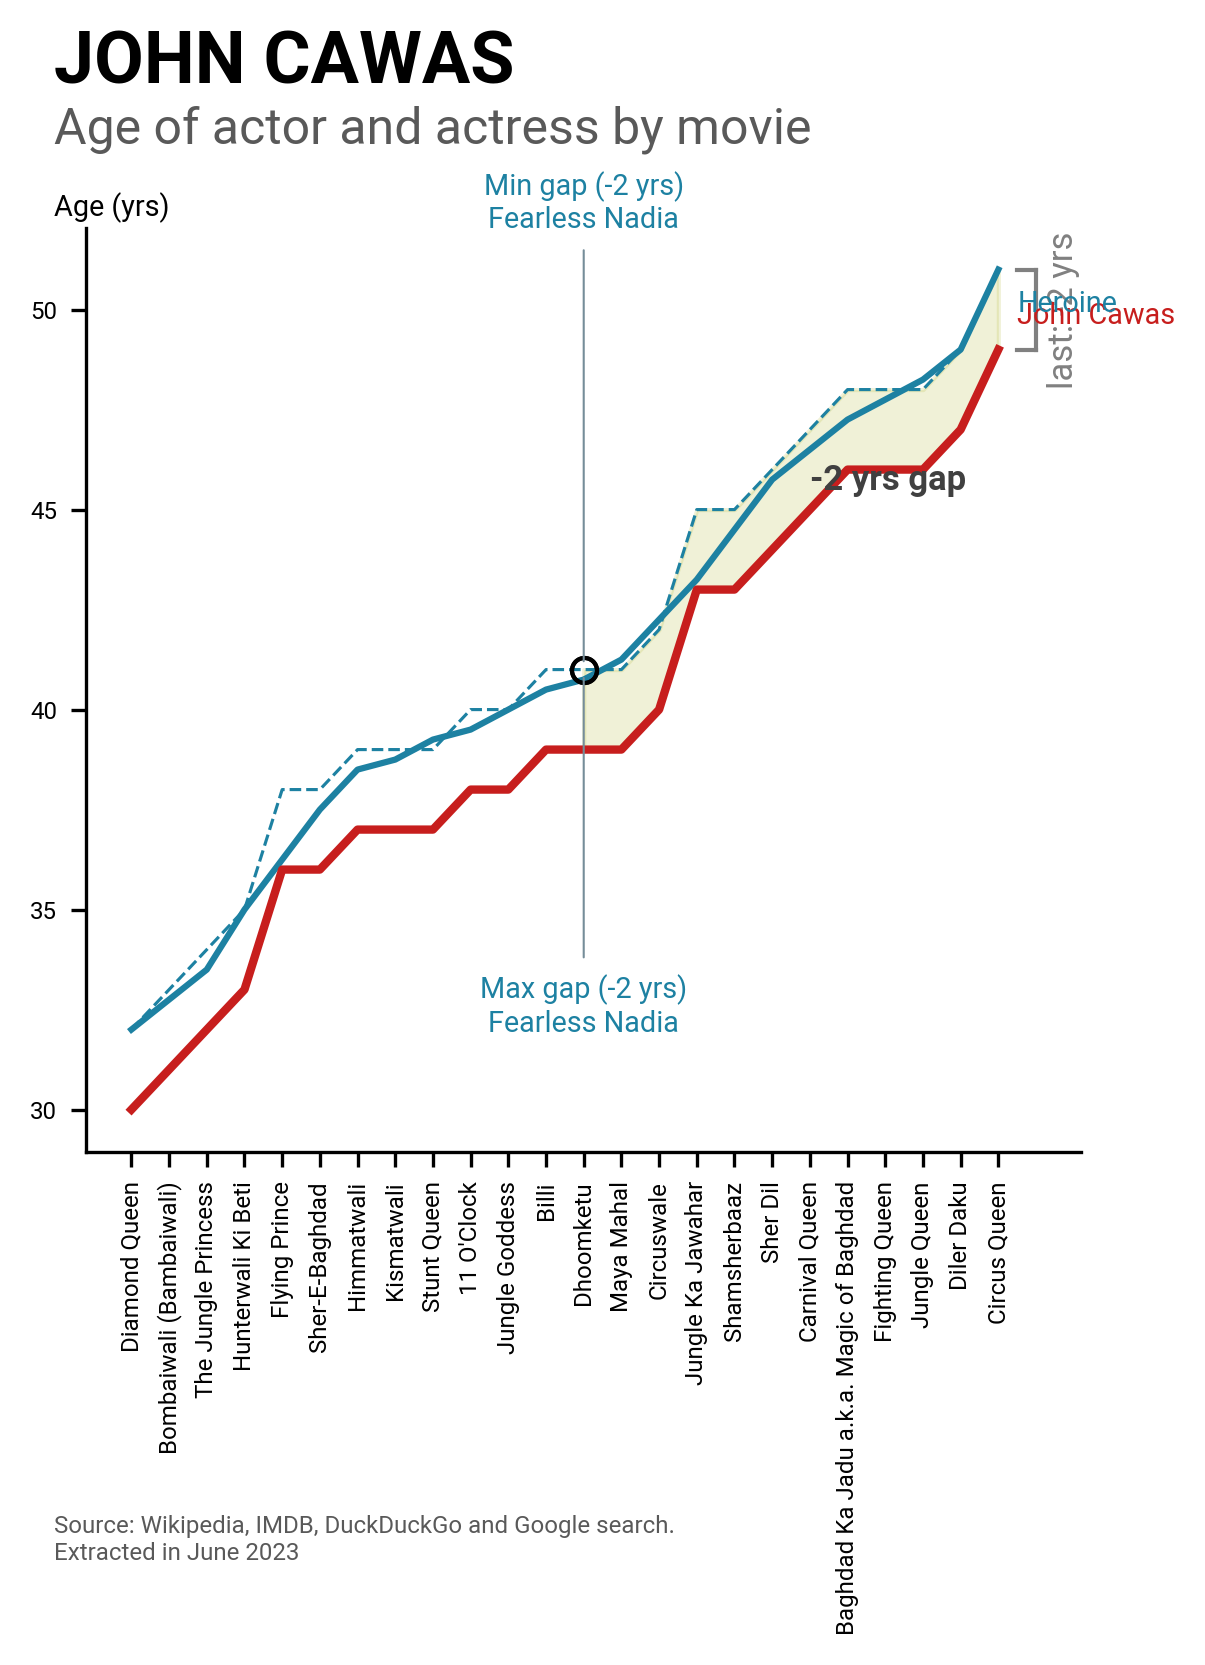 JOHN CAWAS
Age of actor and actress by movie
Min gap (-2 yrs)
Fearless Nadia
Age (yrs)
50
45
40
35
30
last: -2 yrs
Heroine
John Cawas
-2 yrs gap
Max gap (-2 yrs)
Fearless Nadia
Diamond Queen
Bombaiwali (Bambaiwali)
The Jungle Princess
Hunterwali Ki Beti
Flying Prince
Sher-E-Baghdad
Himmatwali
Kismatwali
Stunt Queen
11 O'Clock
Jungle Goddess
Billi
Dhoomketu
Maya Mahal
Circuswale
Jungle Ka Jawahar
Shamsherbaaz
Sher Dil
Carnival Queen
Baghdad Ka Jadu a.k.a. Magic of Baghdad
Fighting Queen
Jungle Queen
Diler Daku
Circus Queen
Source: Wikipedia, IMDB, DuckDuckGo and Google search.
Extracted in June 2023